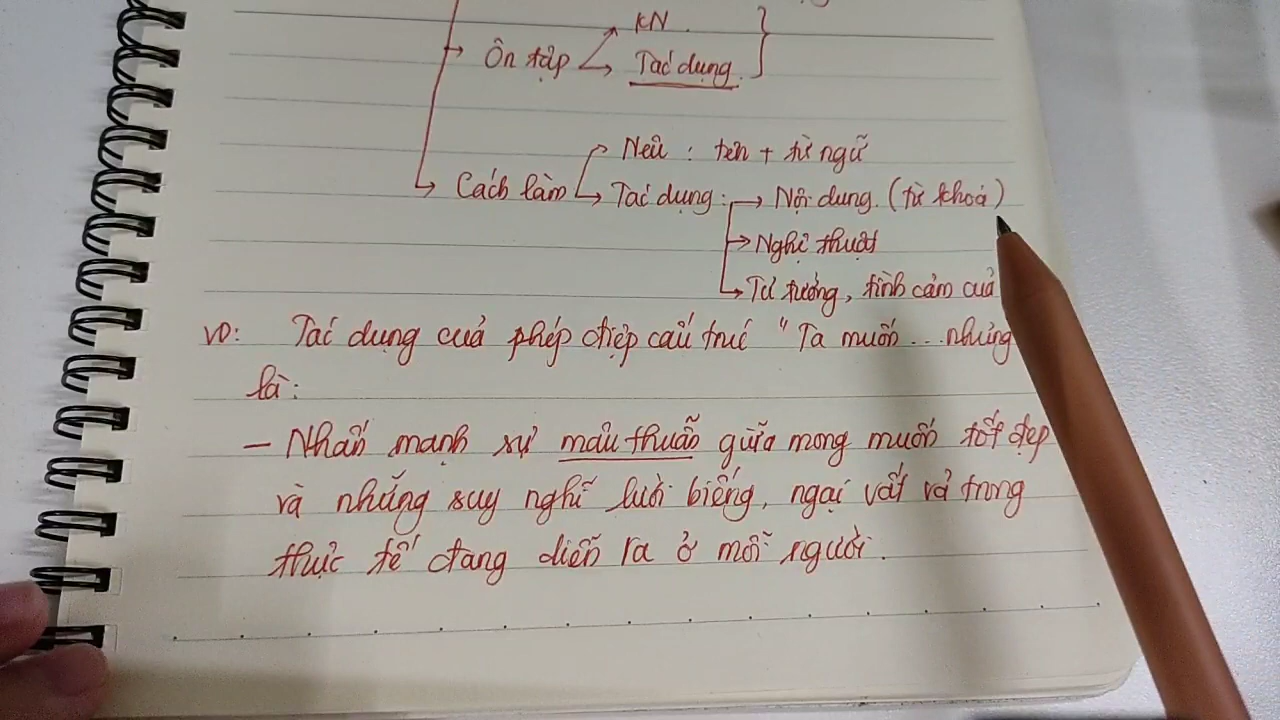 KN
Ôn tập Tác dụng
Nêu : tên + từ ngữ
Cách làm Tác dụng : Nội dung (từ khoá)
Nghệ thuật
Tư tưởng, tình cảm của
VD: Tác dụng của phép điệp cấu trúc "Ta muốn... nhưng
là:
- Nhấn mạnh sự mâu thuẫn giữa mong muốn tốt đẹp
và những suy nghĩ lười biếng, ngại vất vả trong
thực tế đang diễn ra ở mỗi người.